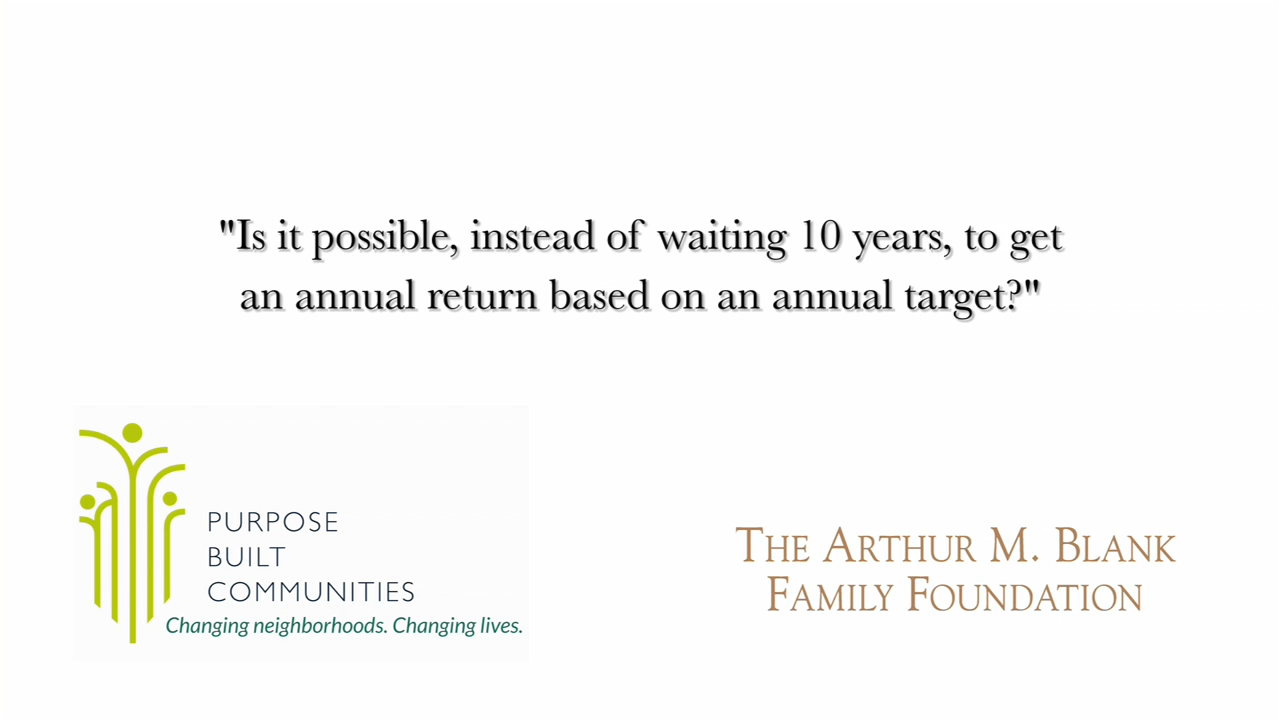 "Is it possible, instead of waiting 10 years, to get
an annual return based on an annual target?"
PURPOSE
BUILT
COMMUNITIES
Changing neighborhoods. Changing lives.
THE ARTHUR M. BLANK
FAMILY FOUNDATION